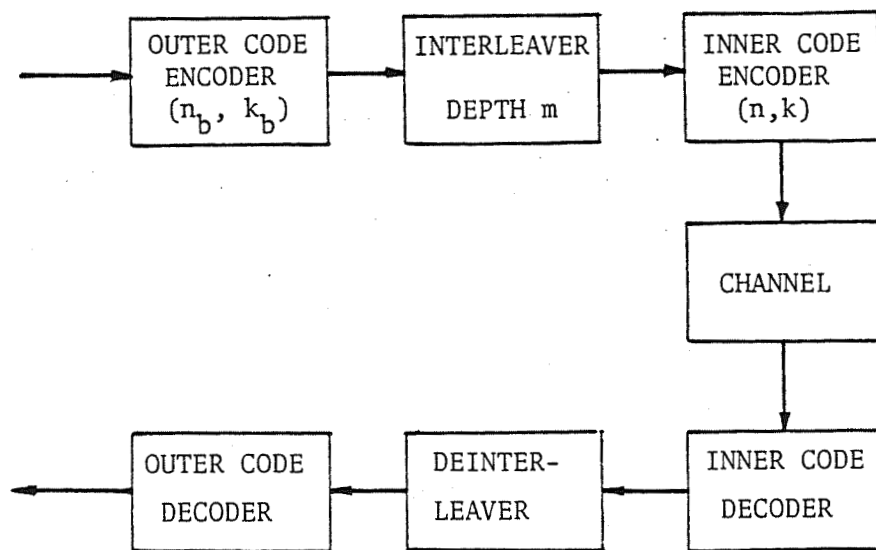 OUTER CODE
ENCODER
(n_b, k_b)
INTERLEAVER
DEPTH m
INNER CODE
ENCODER
(n,k)
CHANNEL
INNER CODE
DECODER
DEINTER-
LEAVER
OUTER CODE
DECODER